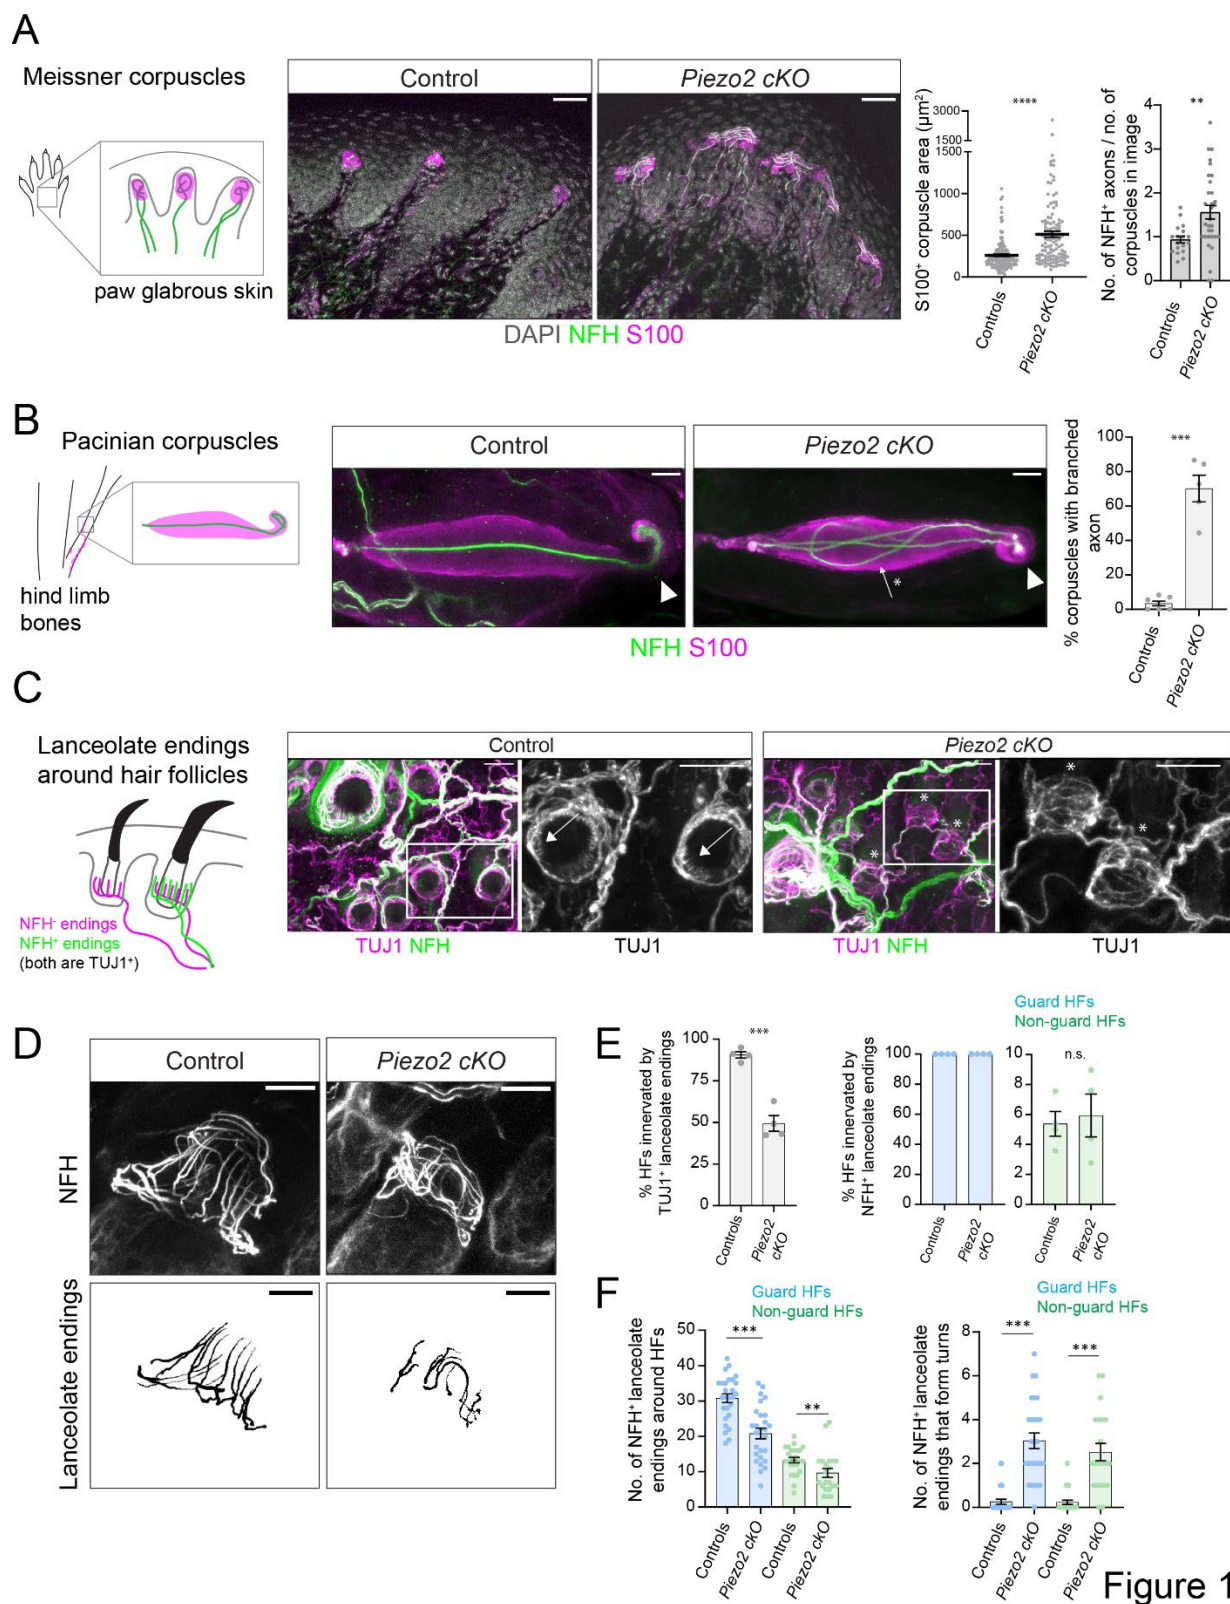 A
Meissner corpuscles
paw glabrous skin
Control
Piezo2 cKO
DAPI NFH S100
S100⁺ corpuscle area (μm²)
3000
1500
1500
1000
500
0
****
Controls
Piezo2 cKO
No. of NFH⁺ axons / no. of
corpuscles in image
4
3
2
1
0
**
Controls
Piezo2 cKO
B
Pacinian corpuscles
hind limb
bones
Control
Piezo2 cKO
*
NFH S100
% corpuscles with branched
axon
100
80
60
40
20
0
***
Controls
Piezo2 cKO
C
Lanceolate endings
around hair follicles
NFH⁻ endings
NFH⁺ endings
(both are TUJ1⁺)
Control
TUJ1 NFH
TUJ1
Piezo2 cKO
*
*
*
*
*
TUJ1 NFH
TUJ1
D
Control
Piezo2 cKO
NFH
Lanceolate endings
E
% HFs innervated by
TUJ1⁺ lanceolate endings
100
50
50
0
***
Controls
Piezo2
cKO
Guard HFs
Non-guard HFs
% HFs innervated by
NFH⁺ lanceolate endings
100
80
60
40
20
0
Controls
Piezo2
cKO
10
8
6
4
2
0
n.s.
Controls
Piezo2
cKO
F
Guard HFs
Non-guard HFs
No. of NFH⁺ lanceolate
endings around HFs
50
40
30
20
10
0
***
**
Controls
Piezo2 cKO
Controls
Piezo2 cKO
Guard HFs
Non-guard HFs
No. of NFH⁺ lanceolate
endings that form turns
8
6
4
2
0
***
***
Controls
Piezo2 cKO
Controls
Piezo2 cKO
Figure 1